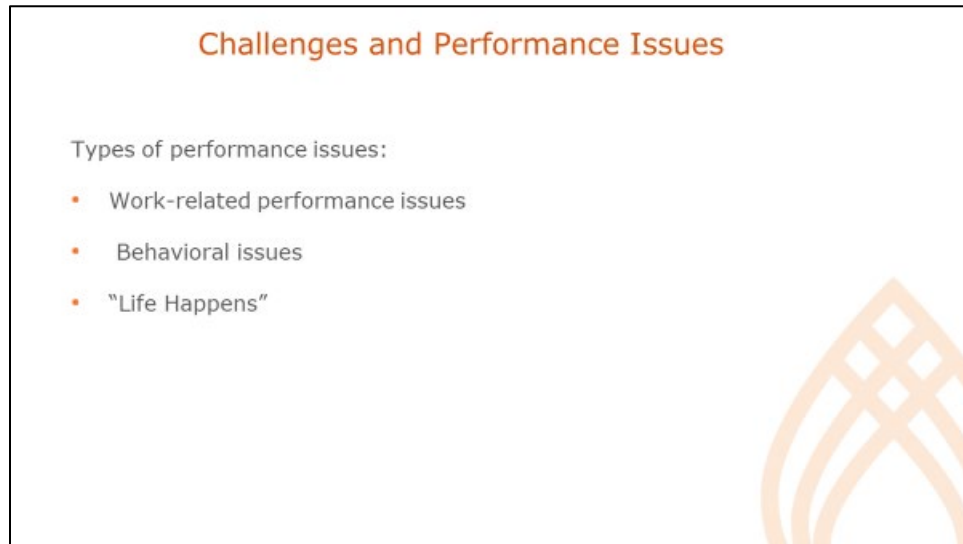 Challenges and Performance Issues
Types of performance issues:
• Work-related performance issues
• Behavioral issues
• “Life Happens”